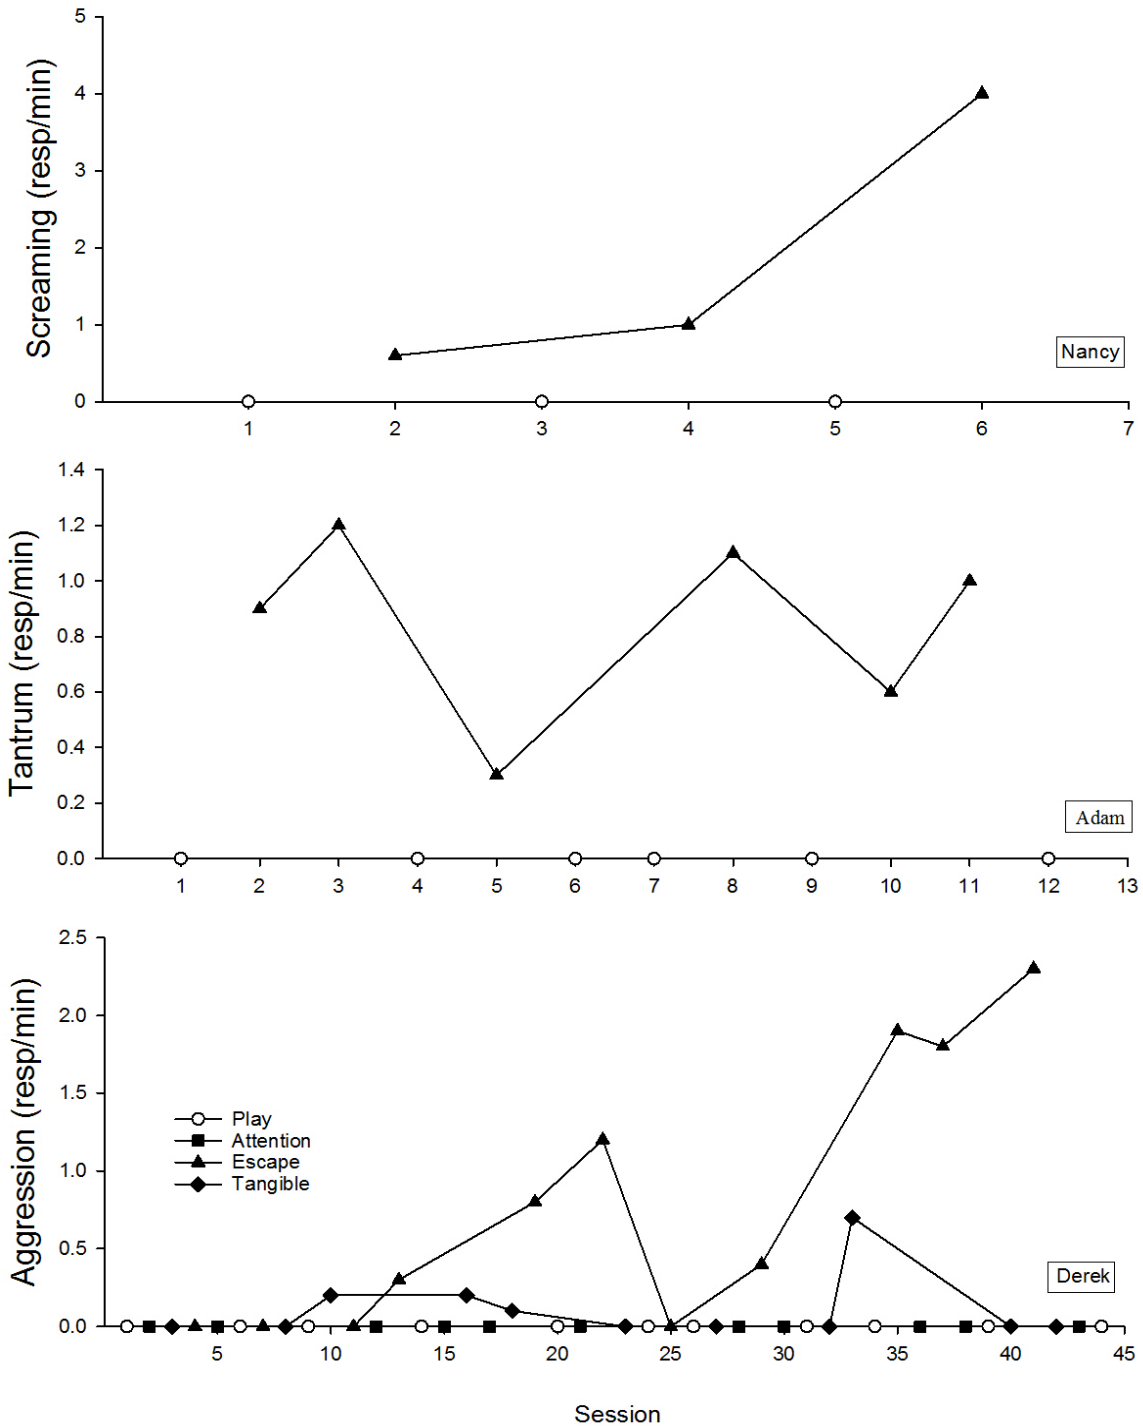 Screaming (resp/min)
5
4
3
2
1
0
1 2 3 4 5 6 7
Nancy
Tantrum (resp/min)
1.4
1.2
1.0
0.8
0.6
0.4
0.2
0.0
1 2 3 4 5 6 7 8 9 10 11 12 13
Adam
Aggression (resp/min)
2.5
2.0
1.5
1.0
0.5
0.0
5 10 15 20 25 30 35 40 45
Play
Attention
Escape
Tangible
Derek
Session